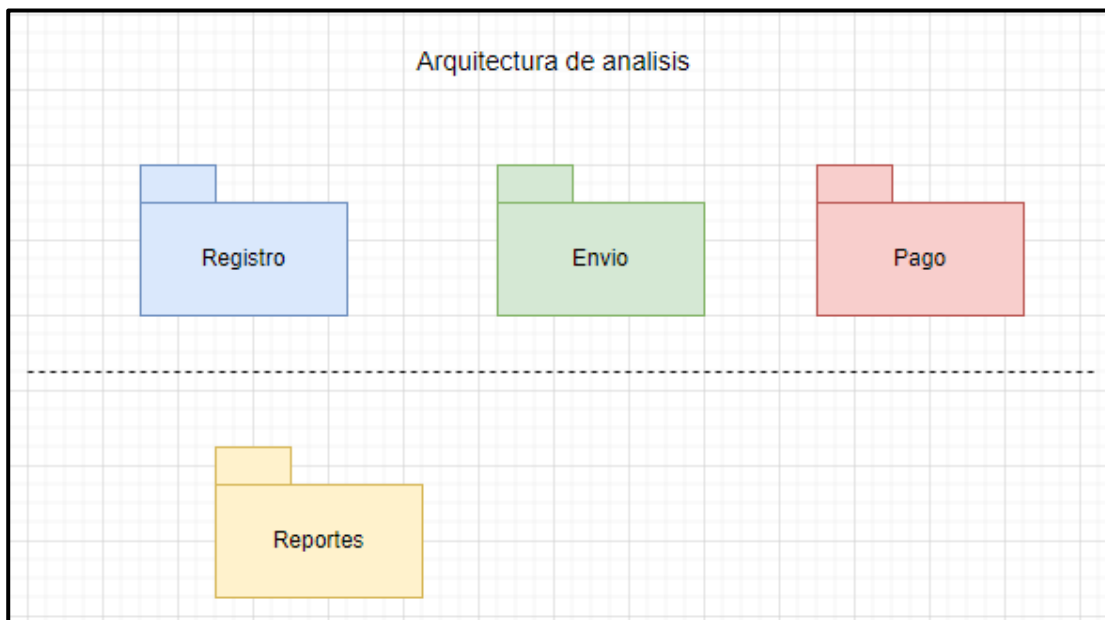 Arquitectura de analisis
Registro
Envio
Pago
Reportes